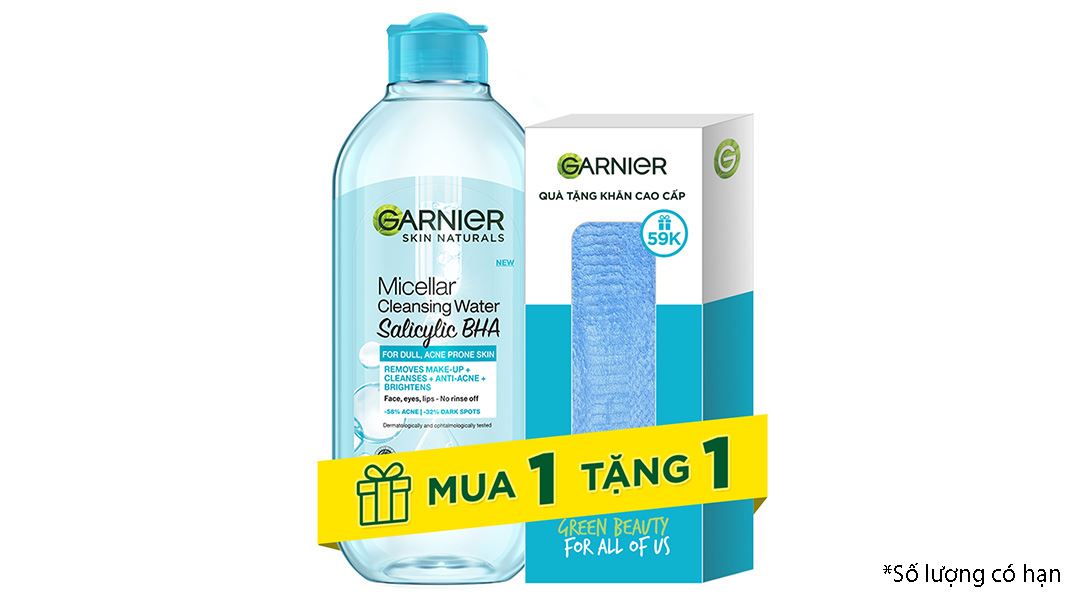 GARNIER
SKIN NATURALS
NEW
Micellar
Cleansing Water
Salicylic BHA
FOR DULL, ACNE PRONE SKIN
REMOVES MAKE-UP +
CLEANSES + ANTI-ACNE +
BRIGHTENS
Face, eyes, lips - No rinse off
-58% ACNE | -32% DARK SPOTS
Dermatologically and ophtalmologically tested
GARNIER
QUÀ TẶNG KHĂN CAO CẤP
59K
G
MUA 1 TẶNG 1
GREEN BEAUTY
FOR ALL OF US
*Số lượng có hạn